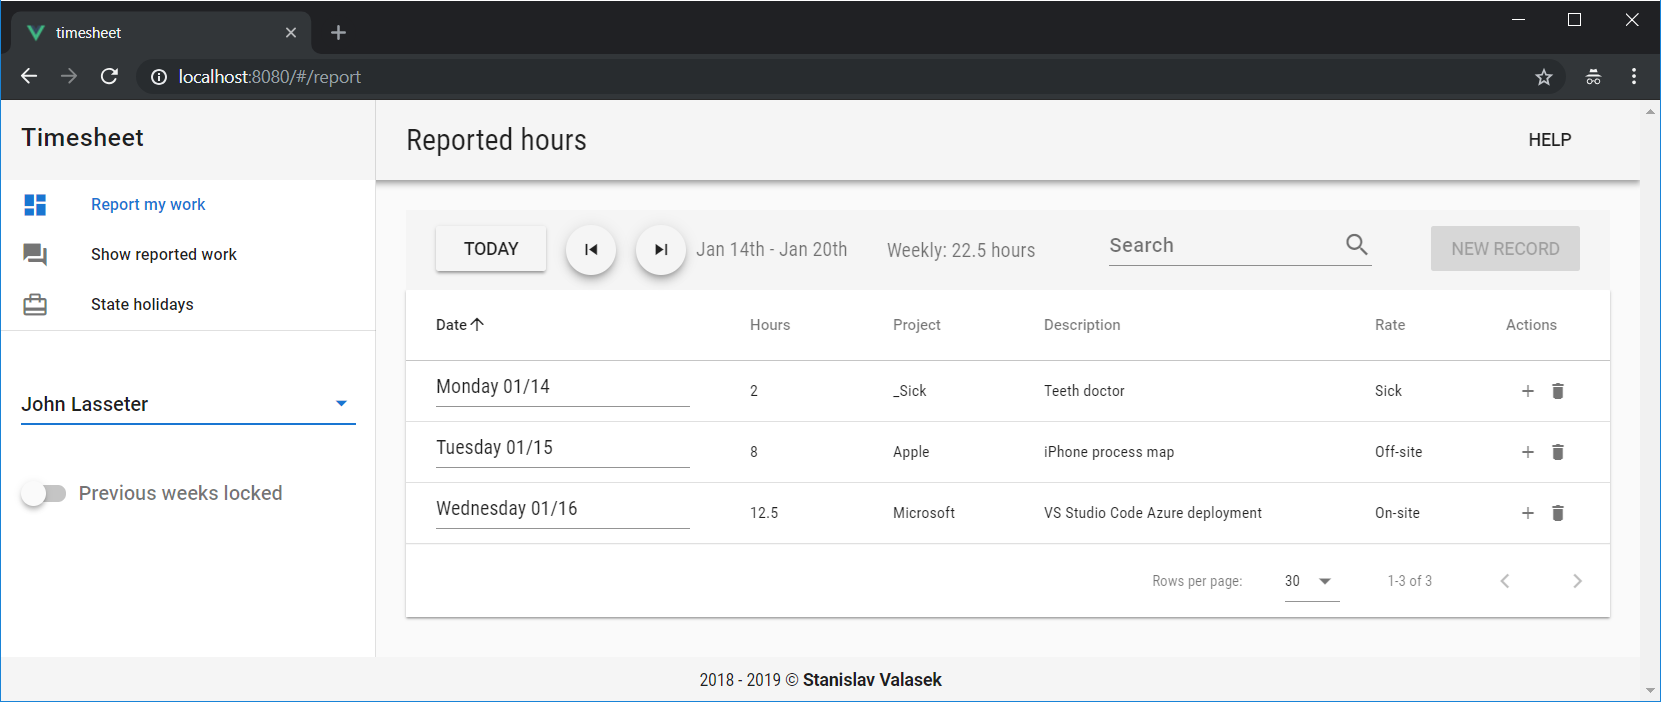 timesheet
localhost:8080/#/report
Timesheet
Reported hours
HELP
Report my work
Show reported work
State holidays
John Lasseter
Previous weeks locked
TODAY
Jan 14th - Jan 20th
Weekly: 22.5 hours
Search
NEW RECORD
Date Hours Project Description Rate Actions
Monday 01/14 2 _Sick Teeth doctor Sick
Tuesday 01/15 8 Apple iPhone process map Off-site
Wednesday 01/16 12.5 Microsoft VS Studio Code Azure deployment On-site
Rows per page: 30 1-3 of 3
2018 - 2019 © Stanislav Valasek